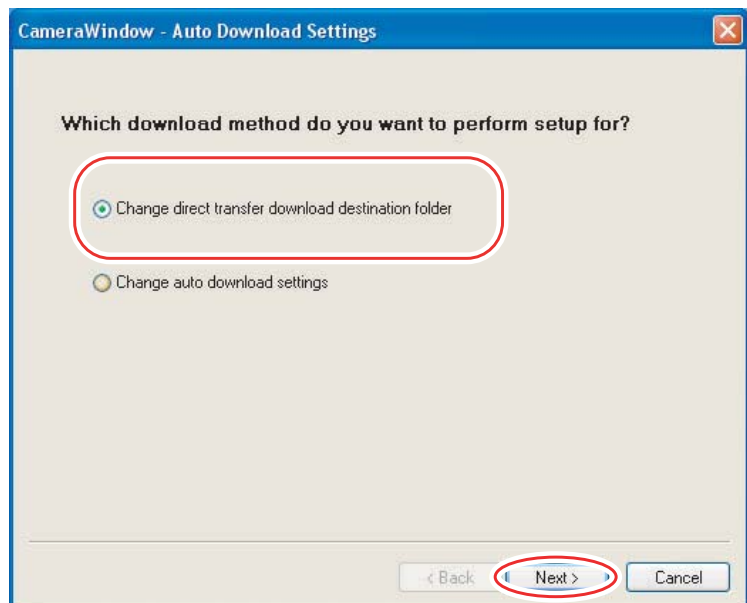 CameraWindow - Auto Download Settings
Which download method do you want to perform setup for?
Change direct transfer download destination folder
Change auto download settings
< Back Next > Cancel